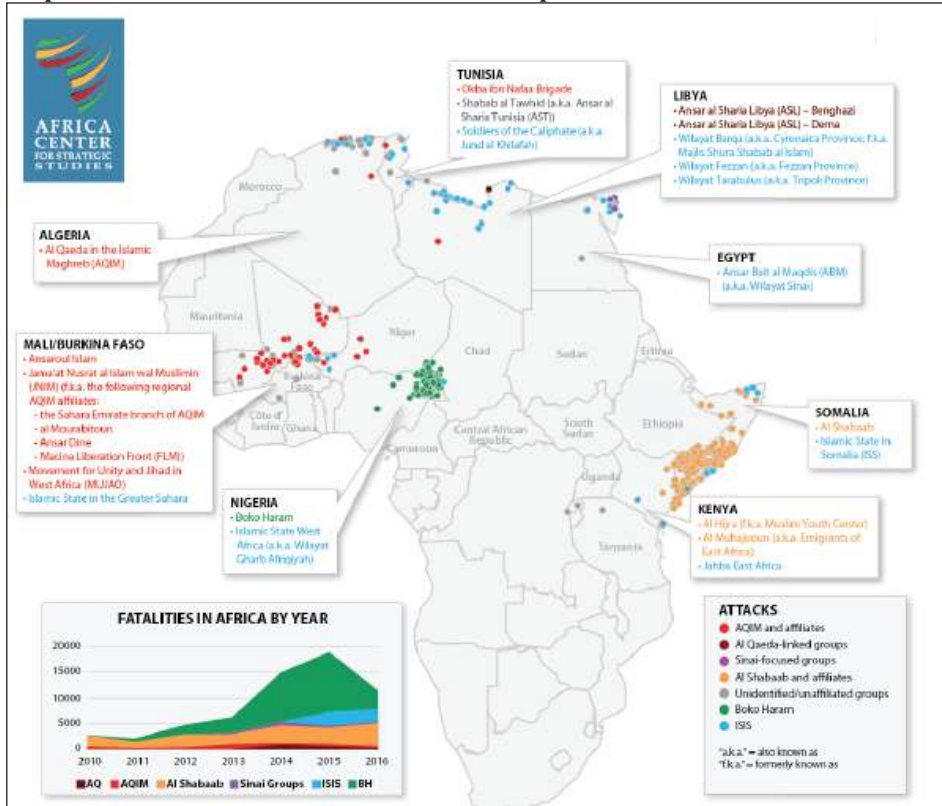 AFRICA
CENTER
FOR STRATEGIC
STUDIES
TUNISIA
• Okba ibn Nafaa Brigade
• Shabab al Tawhid (a.k.a. Ansar al
Sharia Tunisia (AST))
• Soldiers of the Caliphate (a.k.a
Jund al Khilafah)
LIBYA
• Ansar al Sharia Libya (ASL) – Benghazi
• Ansar al Sharia Libya (ASL) – Derna
• Wilayat Barqa (a.k.a. Cyrenaica Province; f.k.a.
Majlis Shura Shabab al Islam)
• Wilayat Fezzan (a.k.a. Fezzan Province)
• Wilayat Tarabulus (a.k.a. Tripoli Province)
Morocco
ALGERIA
• Al Qaeda in the Islamic
Maghreb (AQIM)
EGYPT
• Ansar Beit al Maqdis (ABM)
(a.k.a. Wilayat Sinai)
Mauritania
Niger
Chad
Sudan
Eritrea
MALI/BURKINA FASO
• Ansaroul Islam
• Jama'at Nusrat al Islam wal Muslimin
(JNIM) (f.k.a. the following regional
AQIM affiliates:
- the Sahara Emirate branch of AQIM
- al Mourabitoun
- Ansar Dine
- Macina Liberation Front (FLM))
• Movement for Unity and Jihad in
West Africa (MUJAO)
• Islamic State in the Greater Sahara
Burkina
Faso
Côte d'
Ivoire
Ghana
Cameroon
Central African
Republic
South
Sudan
Ethiopia
SOMALIA
• Al Shabaab
• Islamic State in
Somalia (ISS)
NIGERIA
• Boko Haram
• Islamic State West
Africa (a.k.a. Wilayat
Gharb Afriqiyah)
Uganda
Tanzania
KENYA
• Al Hijra (f.k.a. Muslim Youth Center)
• Al Muhajiroun (a.k.a. Emigrants of
East Africa)
• Jahba East Africa
FATALITIES IN AFRICA BY YEAR
20000
15000
10000
5000
0
2010 2011 2012 2013 2014 2015 2016
AQ AQIM Al Shabaab Sinai Groups ISIS BH
ATTACKS
AQIM and affiliates
Al Qaeda-linked groups
Sinai-focused groups
Al Shabaab and affiliates
Unidentified/unaffiliated groups
Boko Haram
ISIS
"a.k.a." = also known as
"f.k.a." = formerly known as